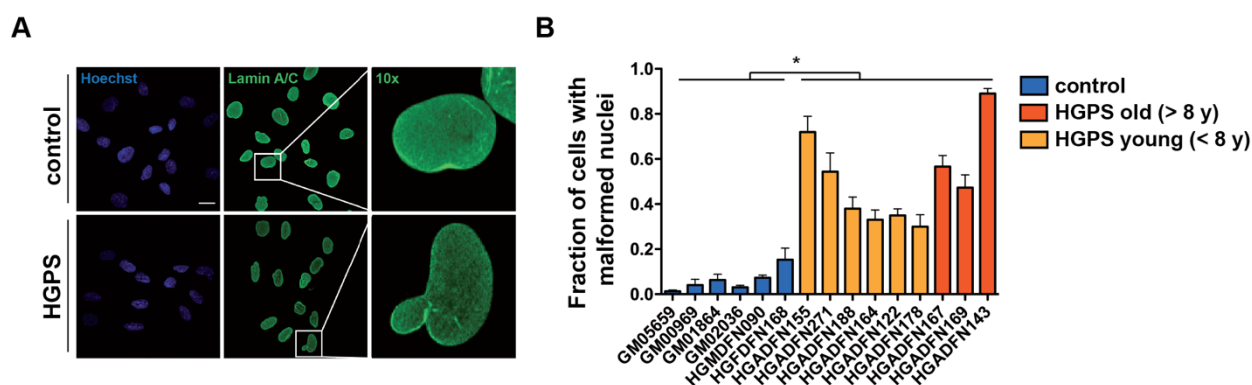 A
Hoechst
Lamin A/C
10x
control
HGPS
B
Fraction of cells with
malformed nuclei
1.0
0.8
0.6
0.4
0.2
0.0
*
GM05659
GM00969
GM01864
GM02036
HGMDFN090
HGFDFN168
HGADFN155
HGADFN271
HGADFN188
HGADFN164
HGADFN122
HGADFN178
HGADFN167
HGADFN169
HGADFN143
control
HGPS old (> 8 y)
HGPS young (< 8 y)